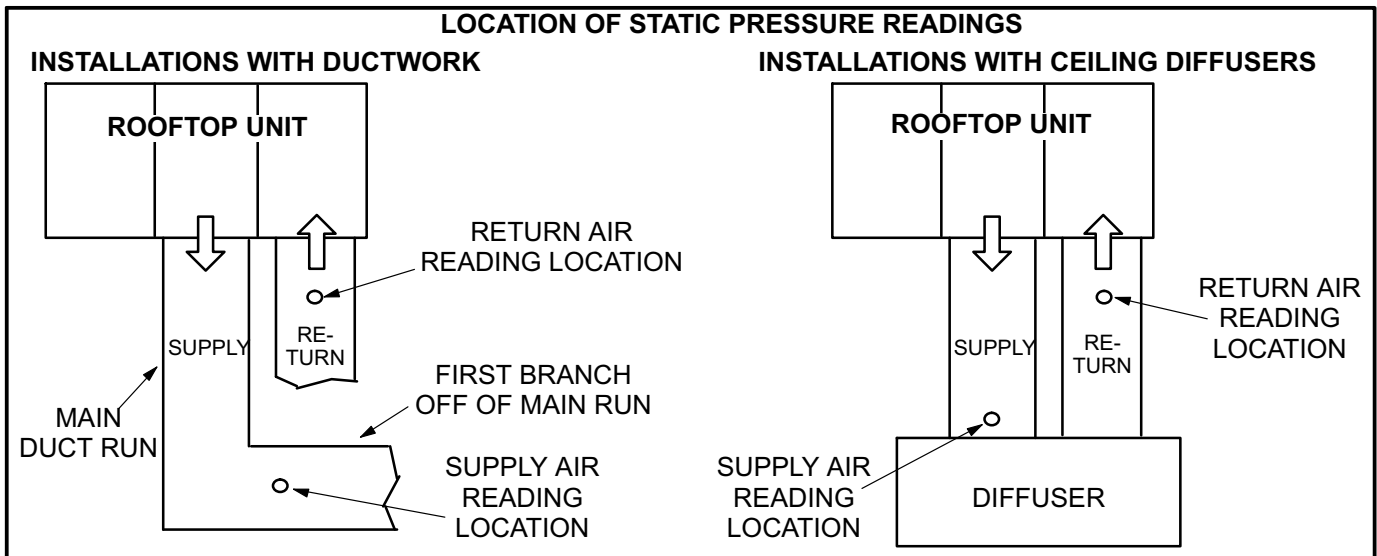 LOCATION OF STATIC PRESSURE READINGS
INSTALLATIONS WITH DUCTWORK
ROOFTOP UNIT
RETURN AIR
READING LOCATION
SUPPLY
RE-
TURN
MAIN
DUCT RUN
FIRST BRANCH
OFF OF MAIN RUN
SUPPLY AIR
READING
LOCATION
INSTALLATIONS WITH CEILING DIFFUSERS
ROOFTOP UNIT
RETURN AIR
READING
LOCATION
SUPPLY
RE-
TURN
SUPPLY AIR
READING
LOCATION
DIFFUSER